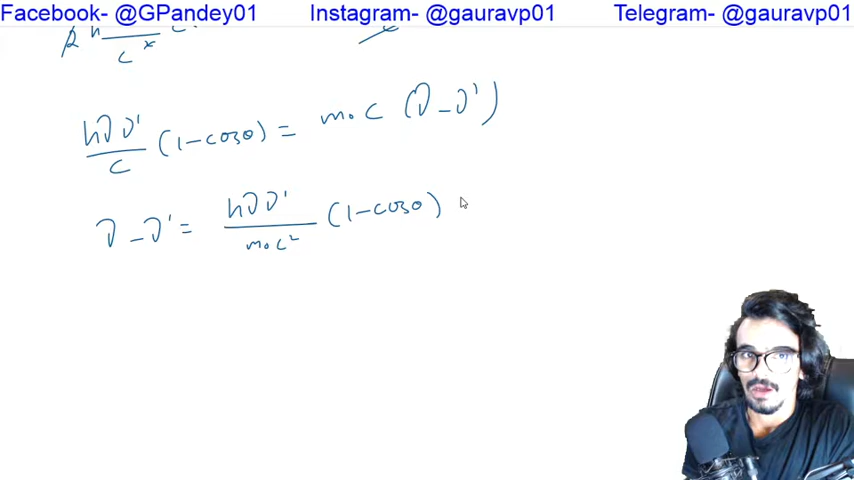 Facebook- @GPandey01 Instagram- @gauravp01 Telegram- @gauravp01
hνν'/c (1-cosθ) = m₀c (ν-ν')
ν-ν' = hνν'/m₀c² (1-cosθ)